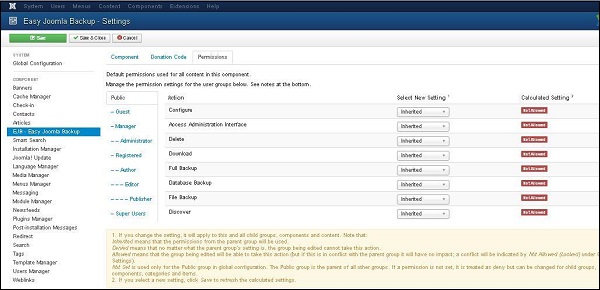 System Users Menus Content Components Extensions Help
Easy Joomla Backup - Settings
Save Save & Close Cancel
SYSTEM
Global Configuration
COMPONENT
Banners
Cache Manager
Check-in
Contacts
Articles
EJB - Easy Joomla Backup
Smart Search
Installation Manager
Joomla! Update
Language Manager
Media Manager
Menus Manager
Messaging
Module Manager
Newsfeeds
Plugins Manager
Post-installation Messages
Redirect
Search
Tags
Template Manager
Users Manager
Weblinks
Component Donation Code Permissions
Default permissions used for all content in this component.
Manage the permission settings for the user groups below. See notes at the bottom.
Public
– Guest
– Manager
– – Administrator
– Registered
– – Author
– – – Editor
– – – – Publisher
– Super Users
Action Select New Setting 1 Calculated Setting 2
Configure Inherited Not Allowed
Access Administration Interface Inherited Not Allowed
Delete Inherited Not Allowed
Download Inherited Not Allowed
Full Backup Inherited Not Allowed
Database Backup Inherited Not Allowed
File Backup Inherited Not Allowed
Discover Inherited Not Allowed
1. If you change the setting, it will apply to this and all child groups, components and content. Note that:
Inherited means that the permissions from the parent group will be used.
Denied means that no matter what the parent group's setting is, the group being edited cannot take this action.
Allowed means that the group being edited will be able to take this action (but if this is in conflict with the parent group it will have no impact; a conflict will be indicated by Not Allowed (Locked) under C
Settings).
Not Set is used only for the Public group in global configuration. The Public group is the parent of all other groups. If a permission is not set, it is treated as deny but can be changed for child groups,
components, categories and items.
2. If you select a new setting, click Save to refresh the calculated settings.